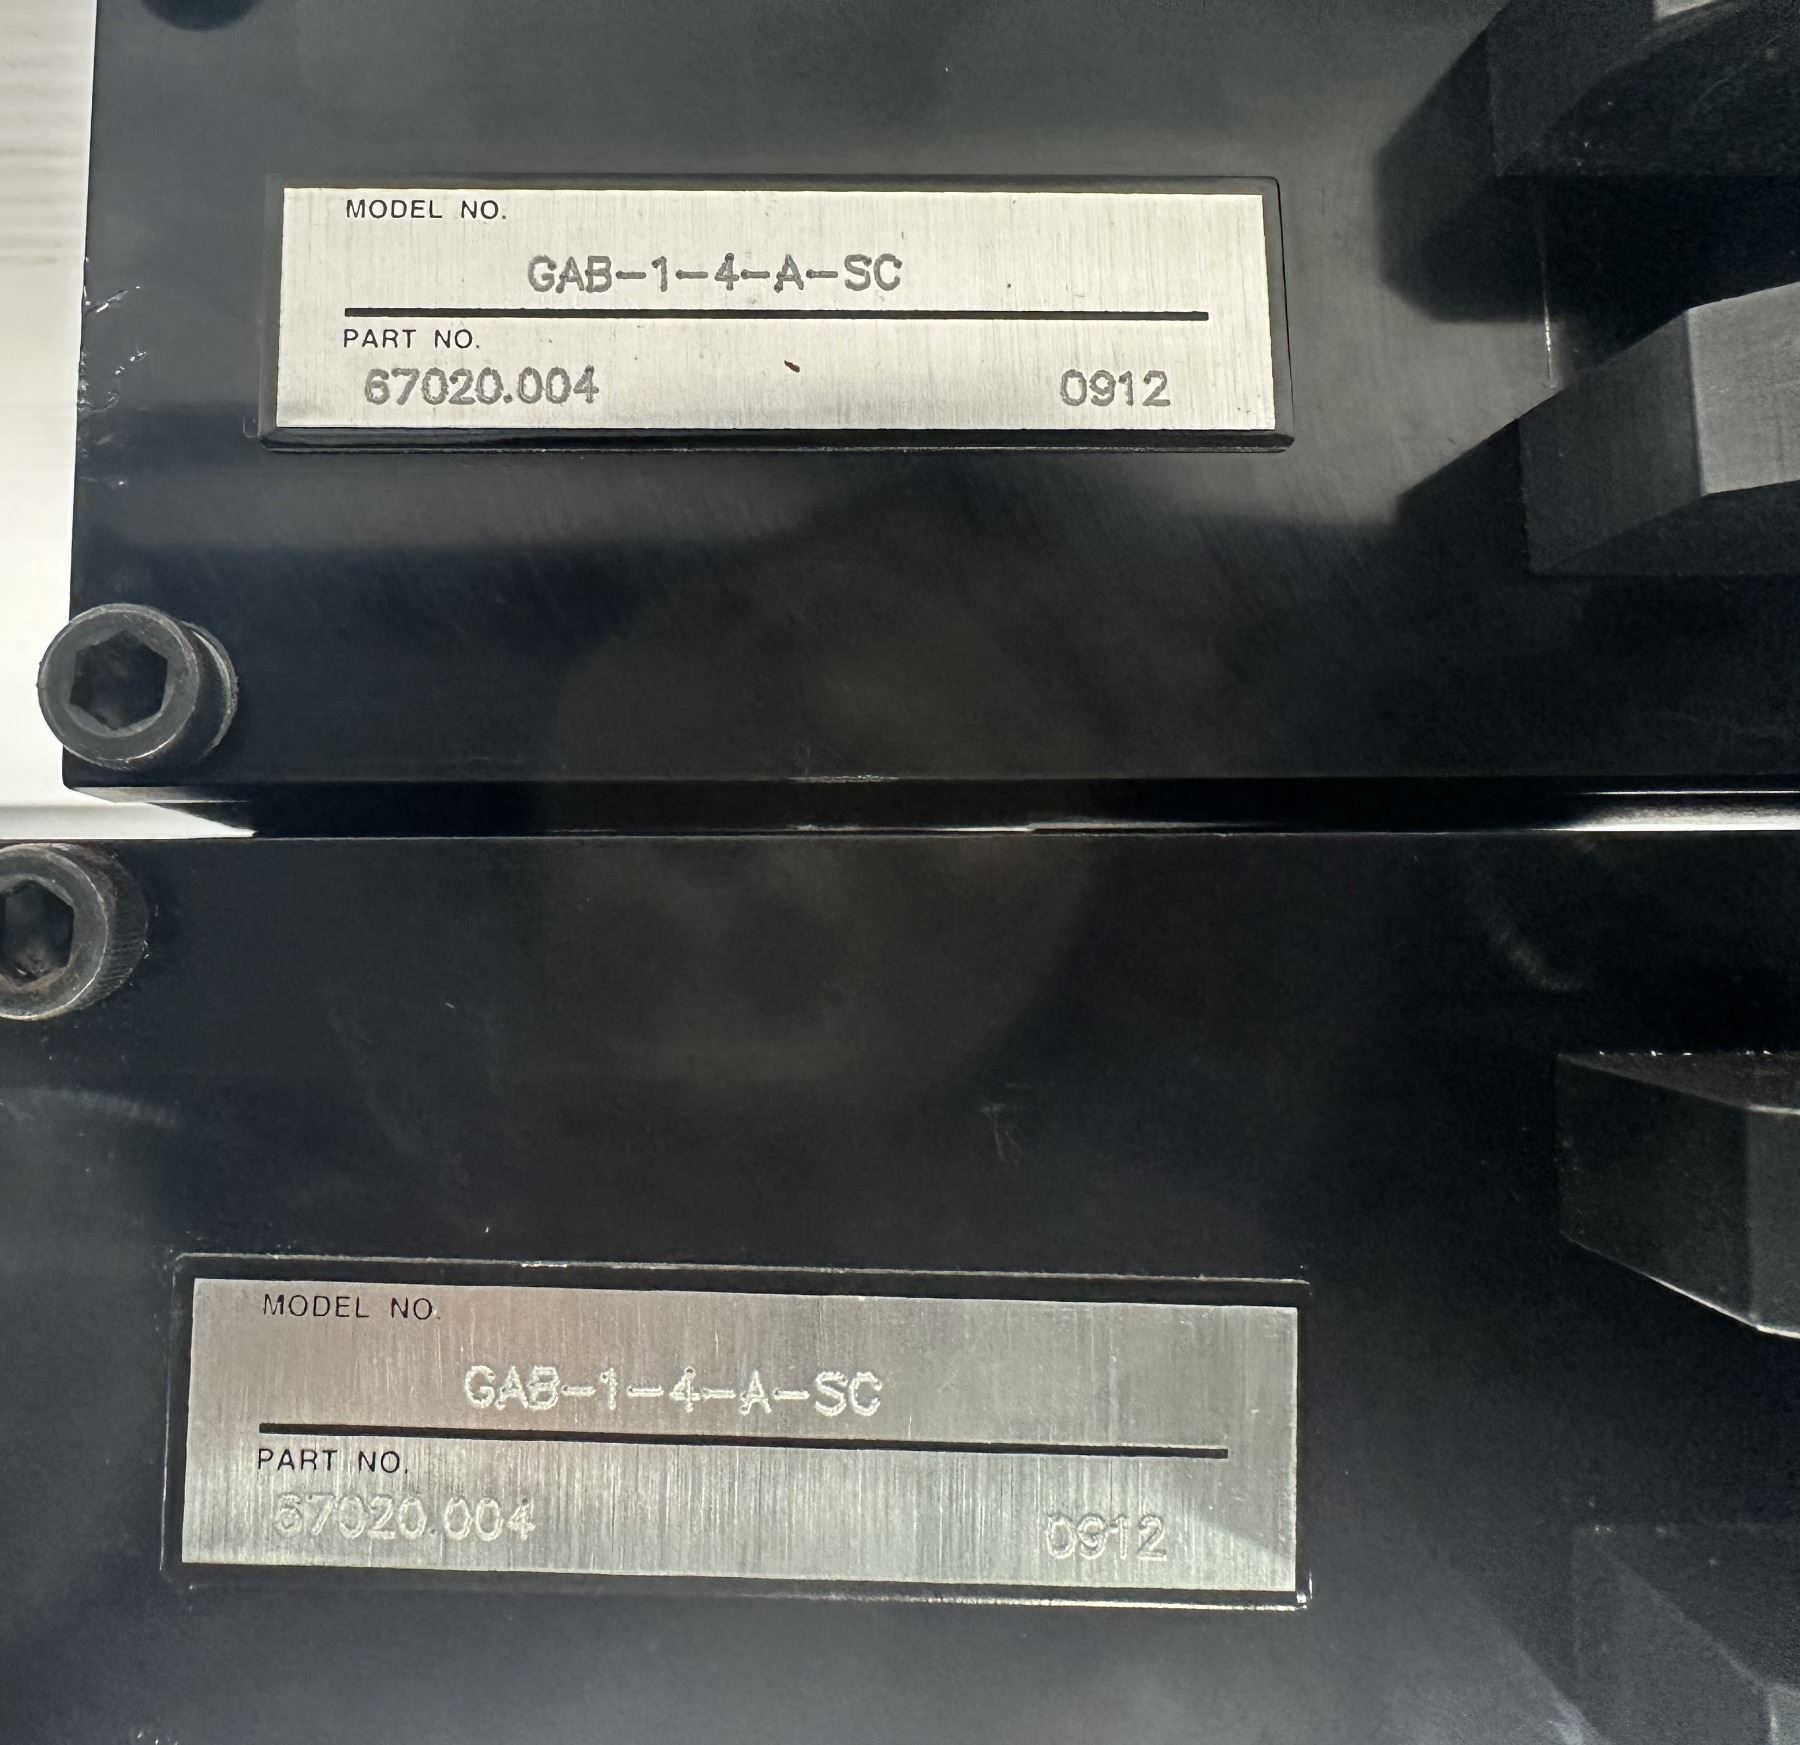 MODEL NO.
GAB-1-4-A-SC
PART NO.
67020.004 0912
MODEL NO.
GAB-1-4-A-SC
PART NO.
67020.004 0912